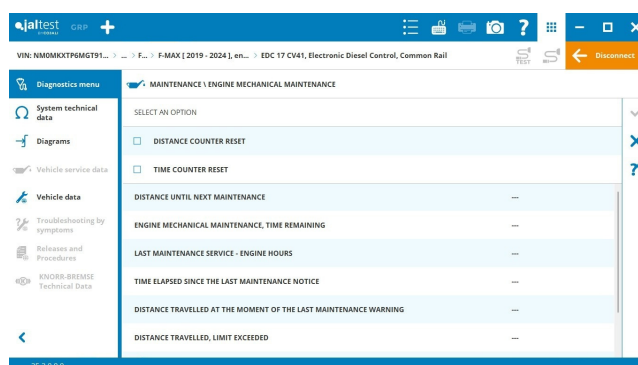 jaltest GRP
VIN: NM0MKXTP6MGT91... > ... > F... > F-MAX [ 2019 - 2024 ], en... > EDC 17 CV41, Electronic Diesel Control, Common Rail
TEST
Disconnect
Diagnostics menu
MAINTENANCE \ ENGINE MECHANICAL MAINTENANCE
System technical
data
SELECT AN OPTION
Diagrams
DISTANCE COUNTER RESET
Vehicle service data
TIME COUNTER RESET
Vehicle data
DISTANCE UNTIL NEXT MAINTENANCE ---
Troubleshooting by
symptoms
ENGINE MECHANICAL MAINTENANCE, TIME REMAINING ---
Releases and
Procedures
LAST MAINTENANCE SERVICE - ENGINE HOURS ---
KNORR-BREMSE
Technical Data
TIME ELAPSED SINCE THE LAST MAINTENANCE NOTICE ---
DISTANCE TRAVELLED AT THE MOMENT OF THE LAST MAINTENANCE WARNING ---
DISTANCE TRAVELLED, LIMIT EXCEEDED ---